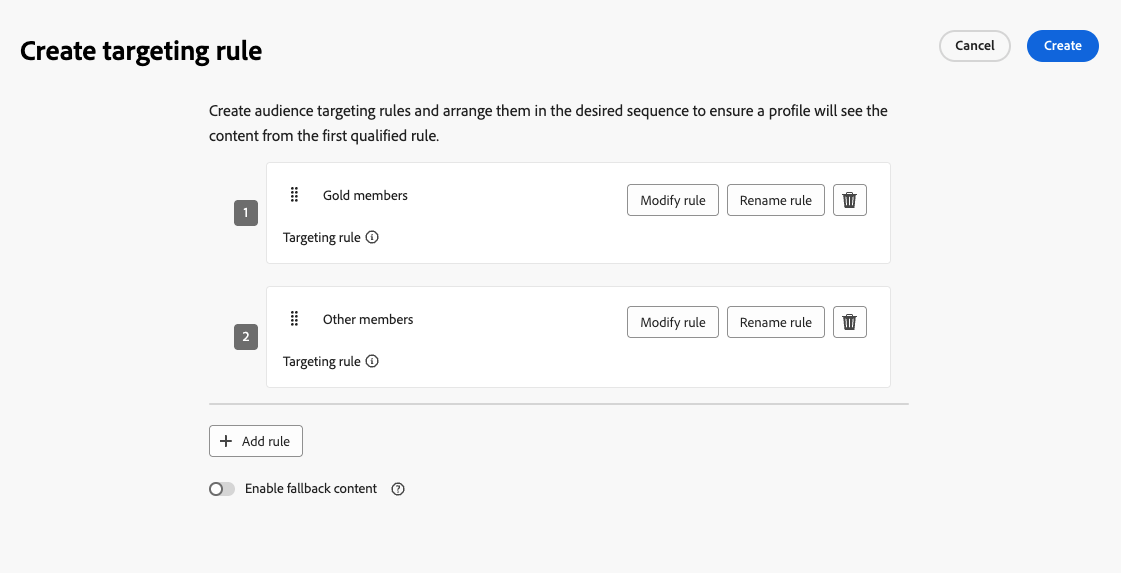 Create targeting rule
Cancel
Create
Create audience targeting rules and arrange them in the desired sequence to ensure a profile will see the
content from the first qualified rule.
1
Gold members
Modify rule
Rename rule
Targeting rule
2
Other members
Modify rule
Rename rule
Targeting rule
Add rule
Enable fallback content